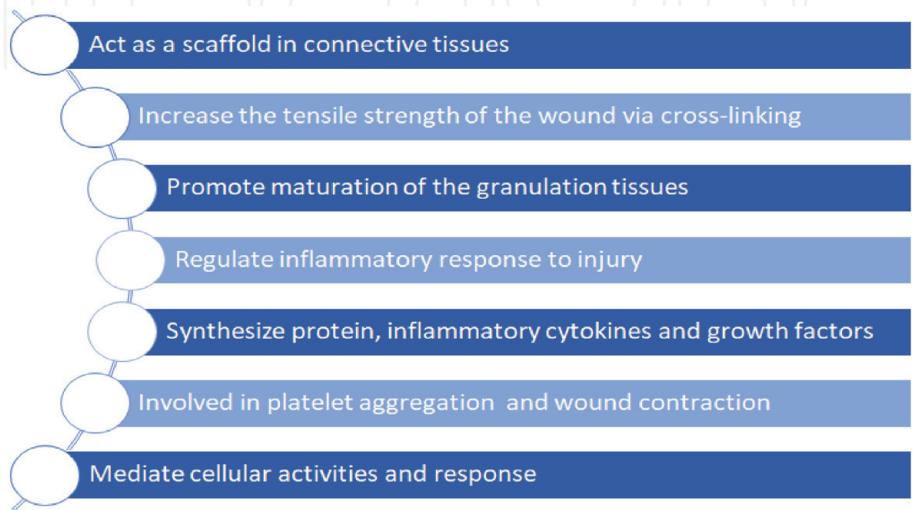 Act as a scaffold in connective tissues
Increase the tensile strength of the wound via cross-linking
Promote maturation of the granulation tissues
Regulate inflammatory response to injury
Synthesize protein, inflammatory cytokines and growth factors
Involved in platelet aggregation and wound contraction
Mediate cellular activities and response